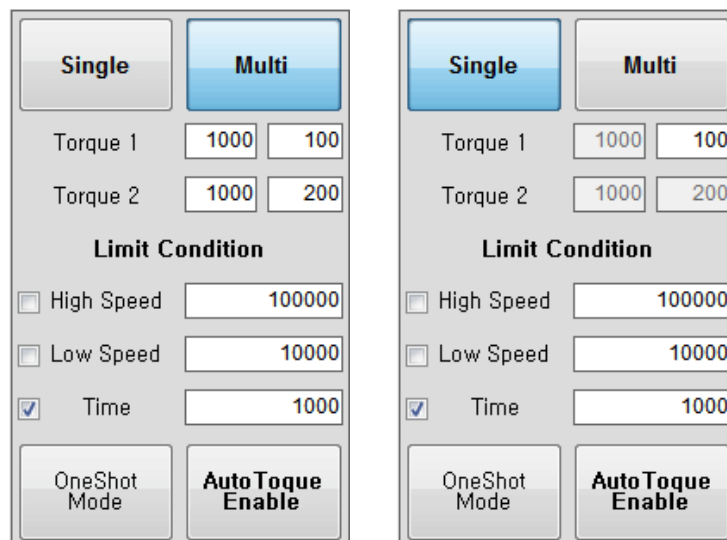 Single Multi
Torque 1 1000 100
Torque 2 1000 200
Limit Condition
High Speed 100000
Low Speed 10000
Time 1000
OneShot Mode
AutoToque Enable
Single Multi
Torque 1 1000 100
Torque 2 1000 200
Limit Condition
High Speed 100000
Low Speed 10000
Time 1000
OneShot Mode
AutoToque Enable